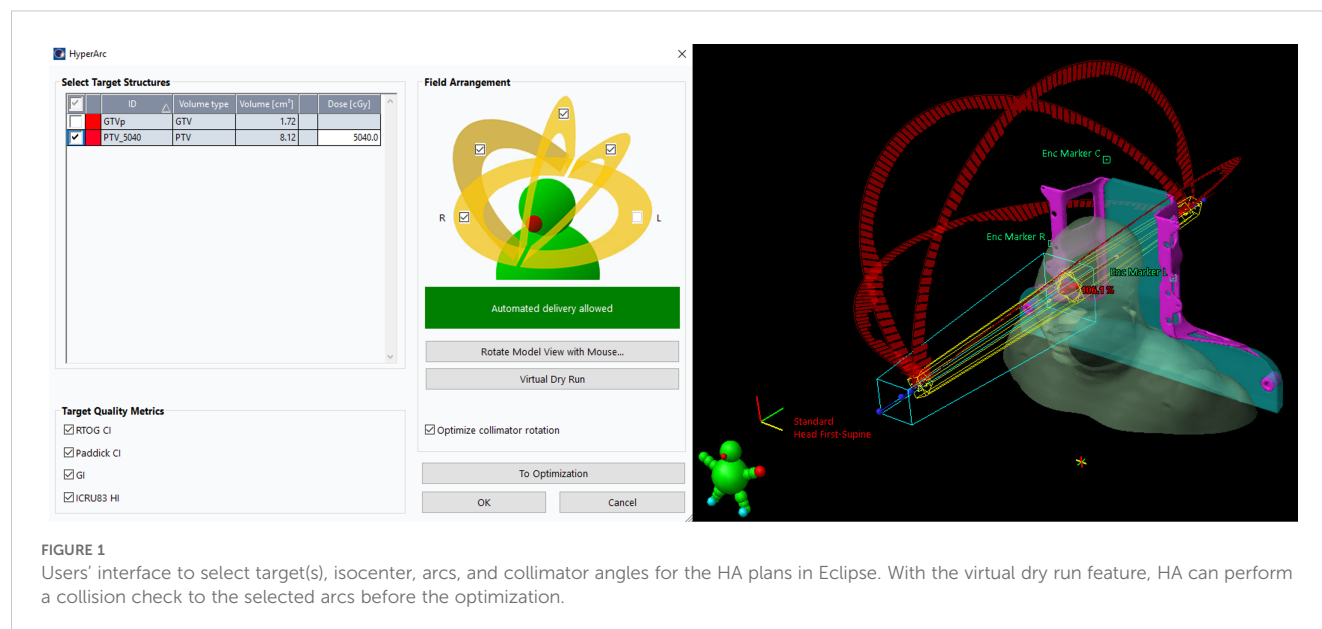 HyperArc
Select Target Structures
ID Volume type Volume [cm³] Dose [cGy]
GTVp GTV 1.72
PTV_5040 PTV 8.12 5040.0
Target Quality Metrics
RTOG CI
Paddick CI
GI
ICRU83 HI
Field Arrangement
R L
Automated delivery allowed
Rotate Model View with Mouse...
Virtual Dry Run
Optimize collimator rotation
To Optimization
OK Cancel
Enc Marker C
Enc Marker R
Enc Marker L
Standard
Head First-Supine
FIGURE 1
Users' interface to select target(s), isocenter, arcs, and collimator angles for the HA plans in Eclipse. With the virtual dry run feature, HA can perform
a collision check to the selected arcs before the optimization.